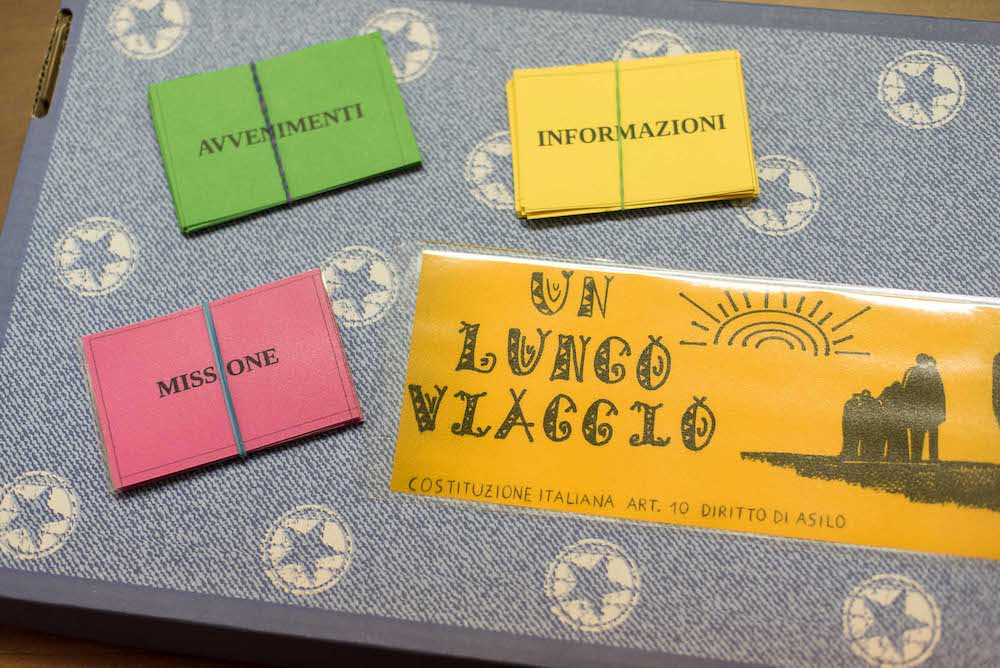 AVVENIMENTI
INFORMAZIONI
MISSIONE
UN
LUNGO
VIAGGIO
COSTITUZIONE ITALIANA ART. 10 DIRITTO DI ASILO